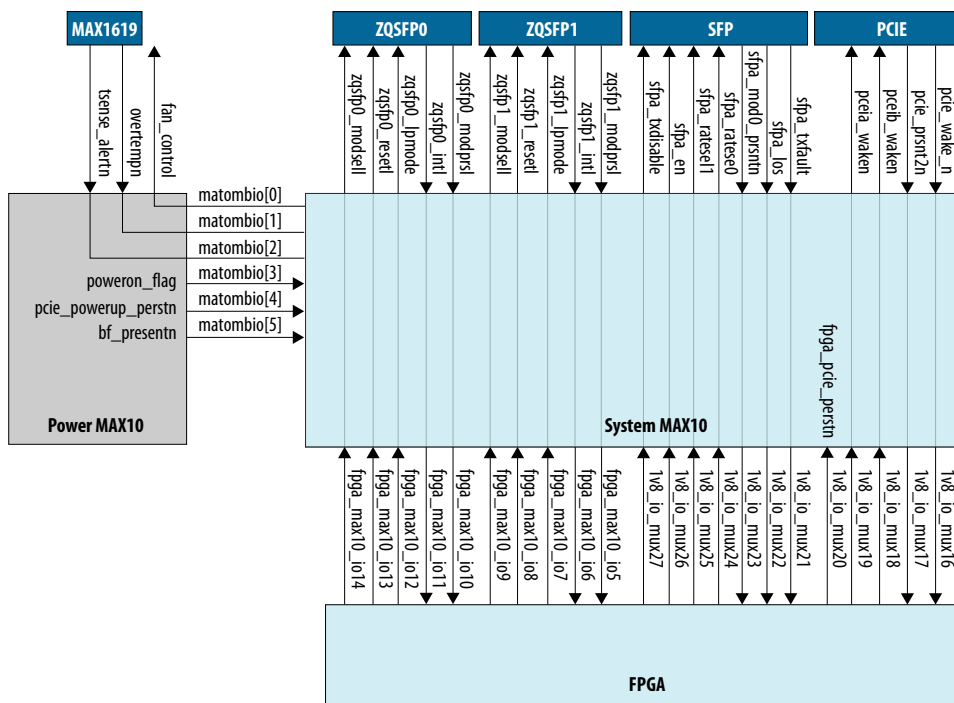 MAX1619
ZQSFP0
ZQSFP1
SFP
PCIE
tsense_alertn
overtempn
fan_control
zqsfp0_modsell
zqsfp0_resetl
zqsfp0_lpmode
zqsfp0_intl
zqsfp0_modprsl
zqsfp1_modsell
zqsfp1_resetl
zqsfp1_lpmode
zqsfp1_intl
zqsfp1_modprsl
sfpa_txdisable
sfpa_en
sfpa_ratesel1
sfpa_ratese0
sfpa_mod0_prsntn
sfpa_los
sfpa_txfault
pceia_waken
pceib_waken
pcie_prsnt2n
pcie_wake_n
matombio[0]
matombio[1]
matombio[2]
matombio[3]
matombio[4]
matombio[5]
poweron_flag
pcie_powerup_perstn
bf_presentn
fpga_pcie_perstn
Power MAX10
System MAX10
fpga_max10_io14
fpga_max10_io13
fpga_max10_io12
fpga_max10_io11
fpga_max10_io10
fpga_max10_io9
fpga_max10_io8
fpga_max10_io7
fpga_max10_io6
fpga_max10_io5
1v8_io_mux27
1v8_io_mux26
1v8_io_mux25
1v8_io_mux24
1v8_io_mux23
1v8_io_mux22
1v8_io_mux21
1v8_io_mux20
1v8_io_mux19
1v8_io_mux18
1v8_io_mux17
1v8_io_mux16
FPGA